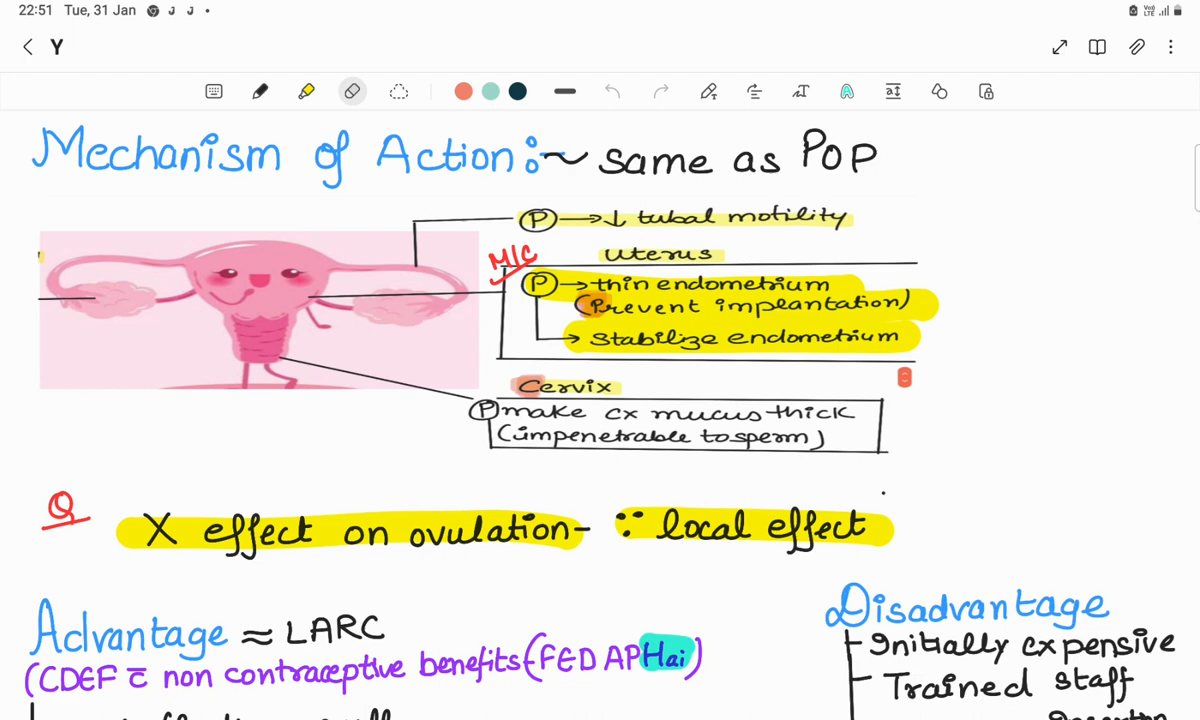 22:51 Tue, 31 Jan
Y
Mechanism of Action:~ same as POP
P →↓ tubal motility
MIC
Uterus
P → thin endometrium
(Prevent implantation)
→ Stabilize endometrium
Cervix
P make cx mucus thick
(impenetrable to sperm)
Q
X effect on ovulation- ∵ local effect
Advantage ≈ LARC
(CDEF c̄ non contraceptive benefits (FEDAP Hai)
Disadvantage
Initially expensive
Trained staff